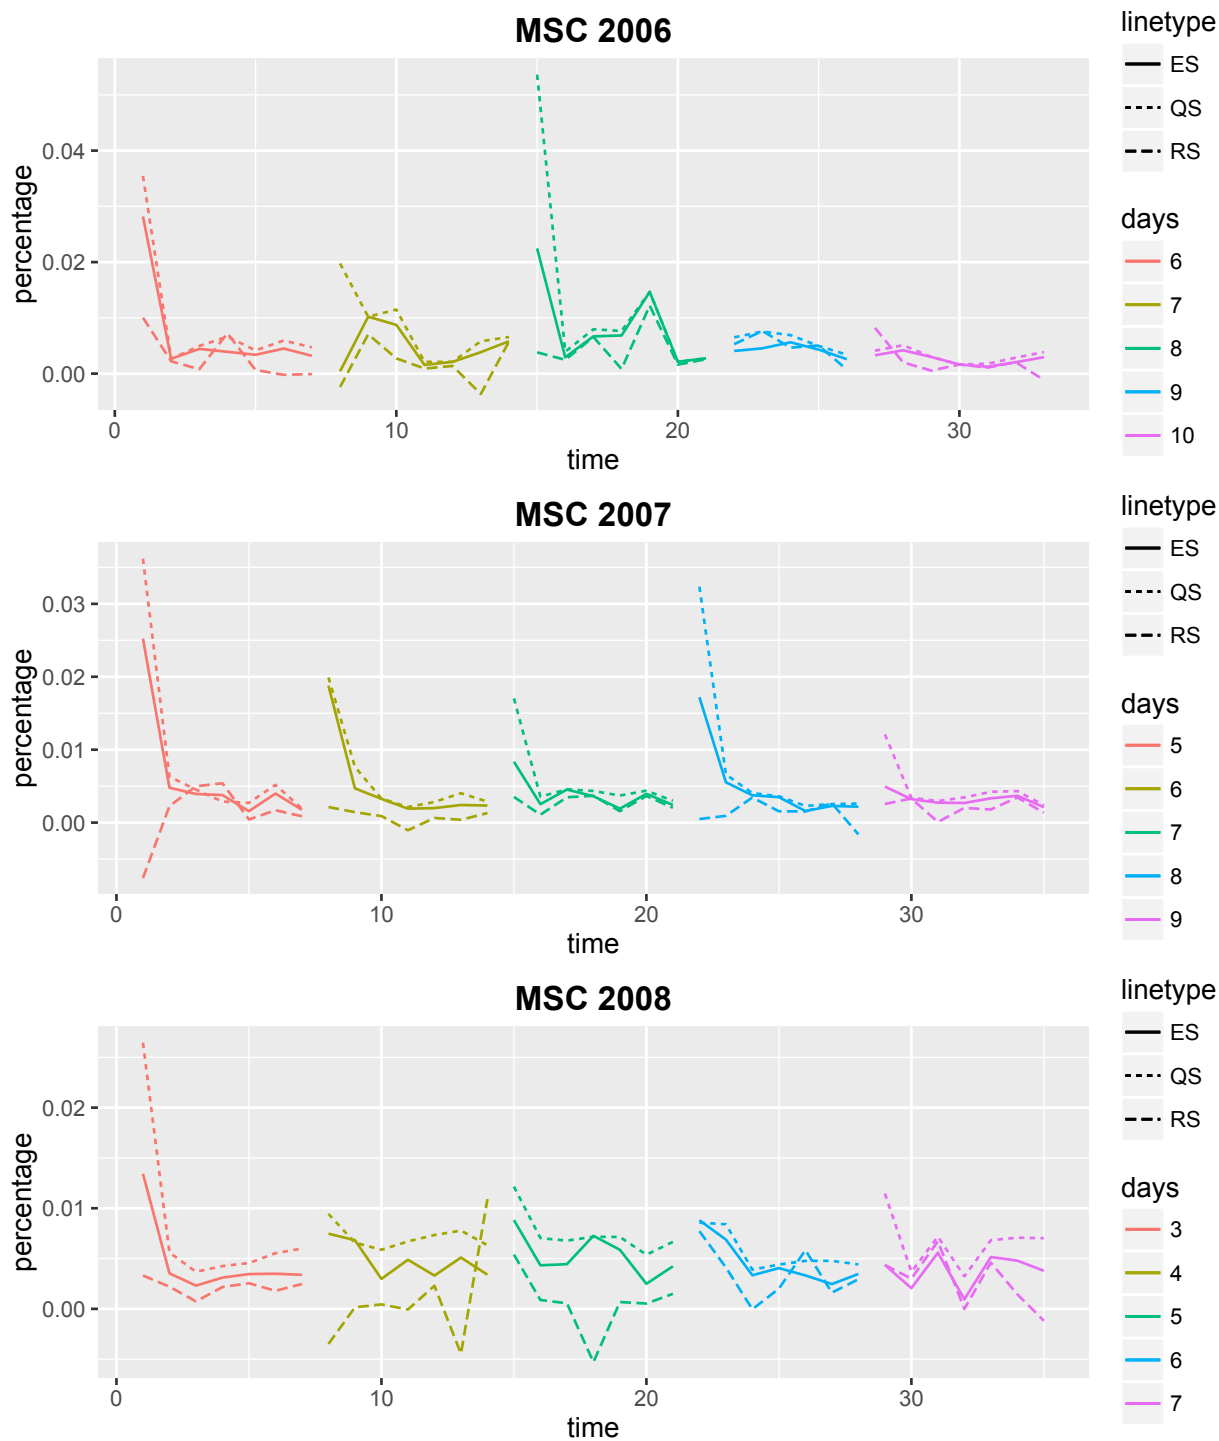 MSC 2006
percentage
0.04
0.02
0.00
0
10
20
30
time
linetype
ES
QS
RS
days
6
7
8
9
10
MSC 2007
percentage
0.03
0.02
0.01
0.00
0
10
20
30
time
linetype
ES
QS
RS
days
5
6
7
8
9
MSC 2008
percentage
0.02
0.01
0.00
0
10
20
30
time
linetype
ES
QS
RS
days
3
4
5
6
7